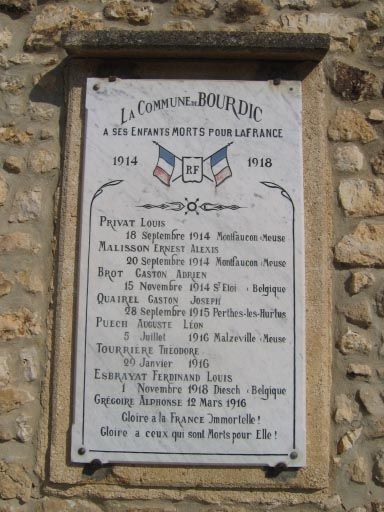 LA COMMUNE DE BOURDIC
A SES ENFANTS MORTS POUR LA FRANCE
1914 RF 1918
PRIVAT LOUIS
18 Septembre 1914 Montfaucon (Meuse
MALISSON ERNEST ALEXIS
20 Septembre 1914 Montfaucon (Meuse
BROT GASTON ADRIEN
15 Novembre 1914 St Eloi (Belgique
QUAIREL GASTON JOSEPH
28 Septembre 1915 Perthes-les-Hurlus
PUECH AUGUSTE LÉON
5 Juillet 1916 Malzeville (Meuse
TOURRIÈRE THÉODORE
29 Janvier 1916
ESBRAYAT FERDINAND LOUIS
1 Novembre 1918 Diesch (Belgique
GRÉGOIRE ALPHONSE 12 MARS 1916
Gloire à la FRANCE Immortelle !
Gloire à ceux qui sont Morts pour Elle !